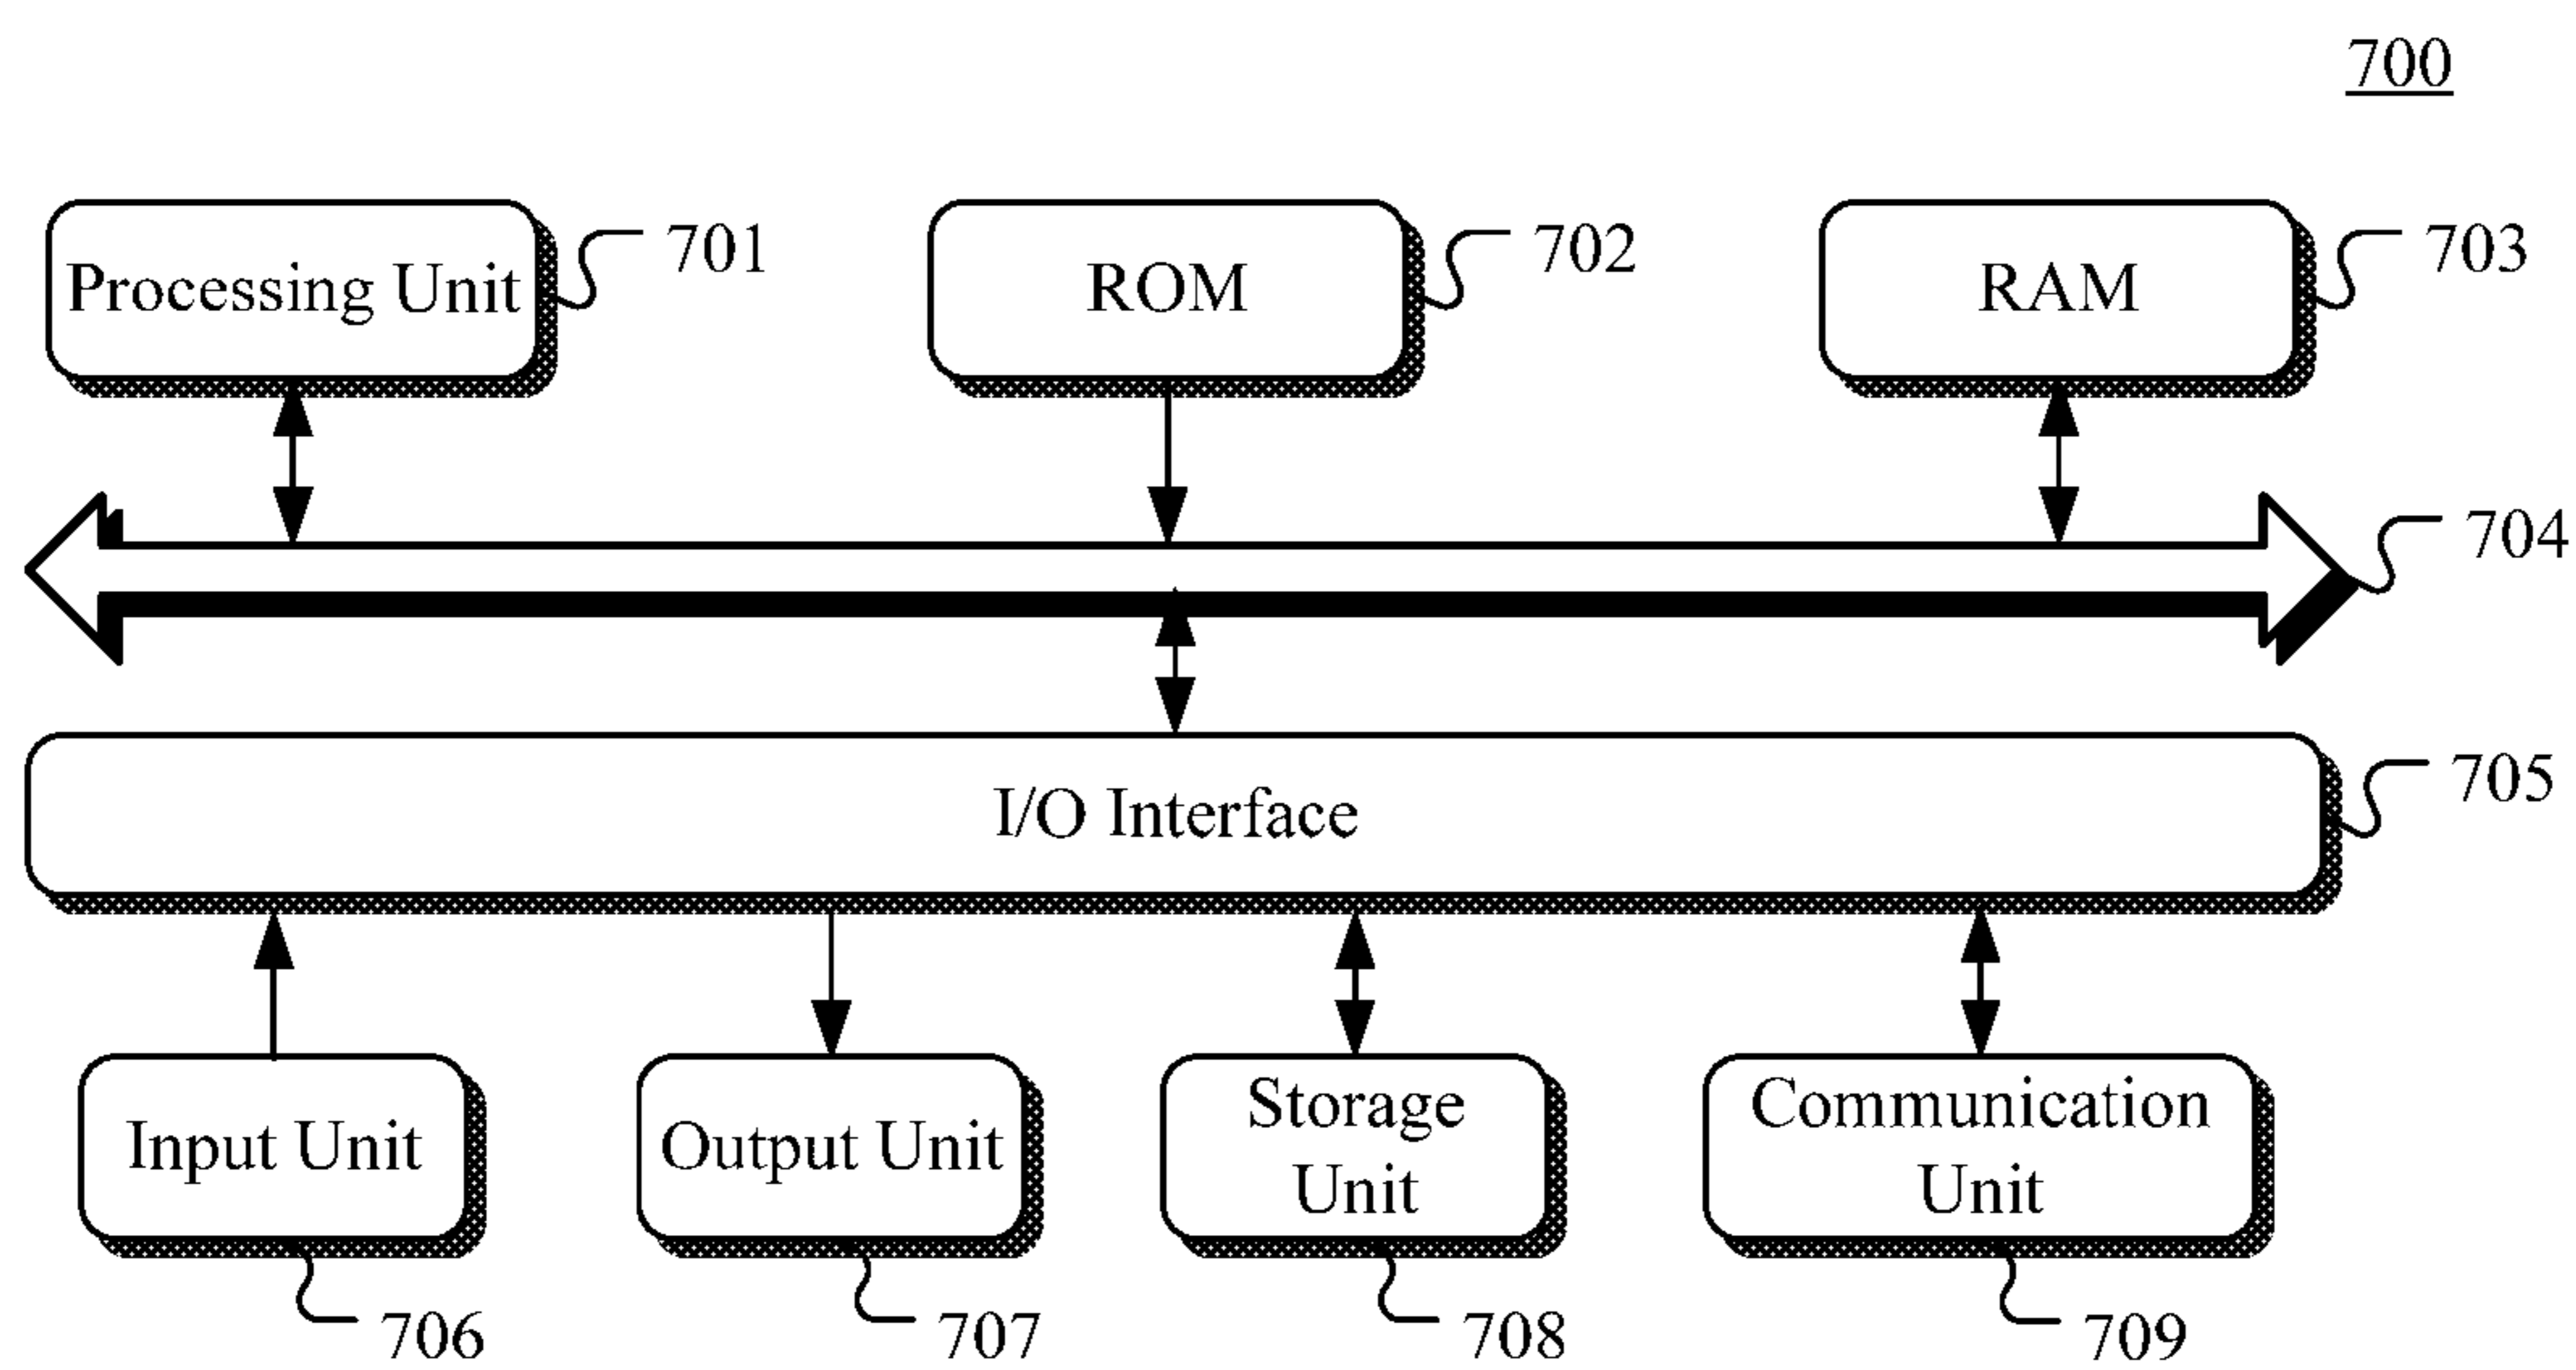 700
Processing Unit
701
ROM
702
RAM
703
704
I/O Interface
705
Input Unit
Output Unit
Storage
Unit
Communication
Unit
706
707
708
709